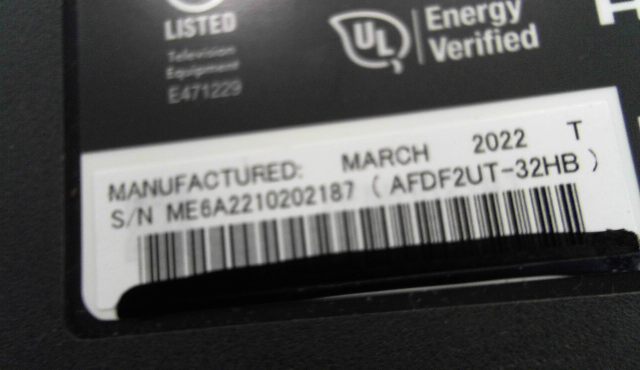 LISTED
Television
Equipment
E471229
UL
Energy
Verified
MANUFACTURED: MARCH 2022 T
S/N ME6A2210202187 ( AFDF2UT-32HB )